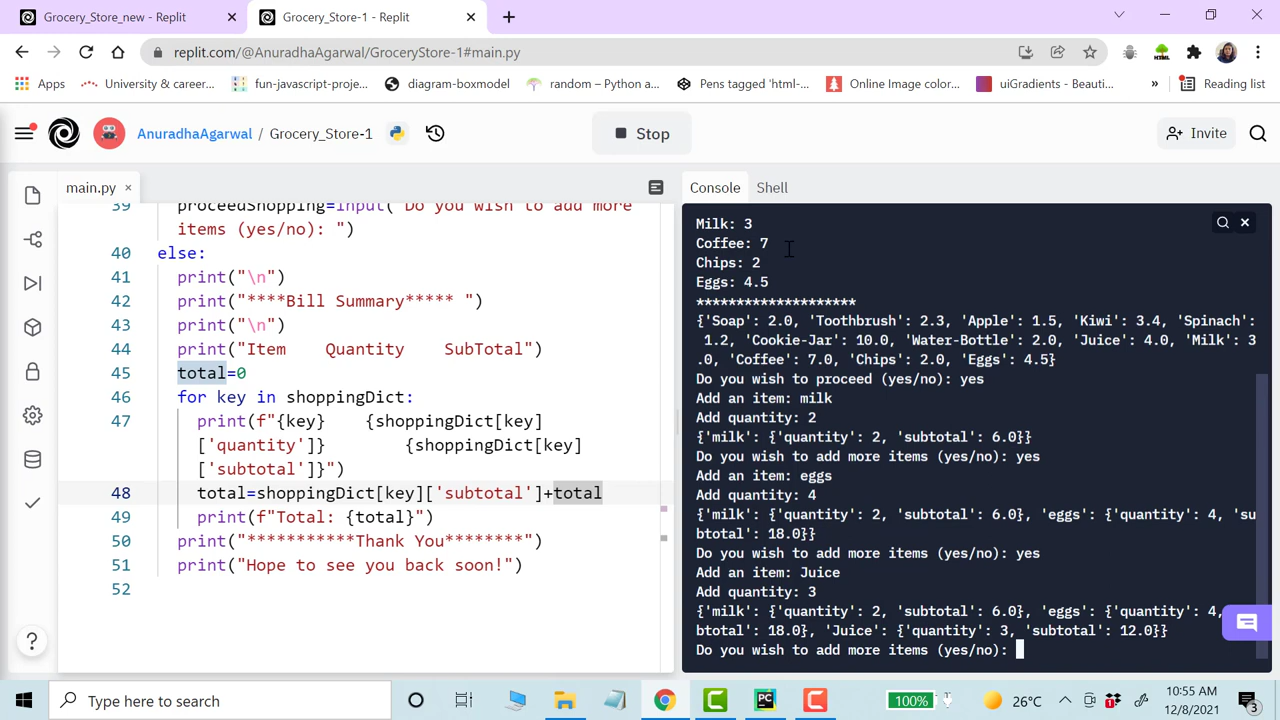 Grocery_Store_new - Replit
Grocery_Store-1 - Replit
replit.com/@AnuradhaAgarwal/GroceryStore-1#main.py
Apps
University & career...
fun-javascript-proje...
diagram-boxmodel
random – Python a...
Pens tagged 'html-...
Online Image color...
uiGradients - Beauti...
»
Reading list
AnuradhaAgarwal / Grocery_Store-1
Stop
Invite
main.py
Console
Shell
39 proceedShopping=input("Do you wish to add more
items (yes/no): ")
40 else:
41 print("\n")
42 print("****Bill Summary***** ")
43 print("\n")
44 print("Item    Quantity    SubTotal")
45 total=0
46 for key in shoppingDict:
47 print(f"{key}    {shoppingDict[key]
['quantity']}        {shoppingDict[key]
['subtotal']}")
48 total=shoppingDict[key]['subtotal']+total
49 print(f"Total: {total}")
50 print("***********Thank You********")
51 print("Hope to see you back soon!")
52
Milk: 3
Coffee: 7
Chips: 2
Eggs: 4.5
********************
{'Soap': 2.0, 'Toothbrush': 2.3, 'Apple': 1.5, 'Kiwi': 3.4, 'Spinach':
1.2, 'Cookie-Jar': 10.0, 'Water-Bottle': 2.0, 'Juice': 4.0, 'Milk': 3
.0, 'Coffee': 7.0, 'Chips': 2.0, 'Eggs': 4.5}
Do you wish to proceed (yes/no): yes
Add an item: milk
Add quantity: 2
{'milk': {'quantity': 2, 'subtotal': 6.0}}
Do you wish to add more items (yes/no): yes
Add an item: eggs
Add quantity: 4
{'milk': {'quantity': 2, 'subtotal': 6.0}, 'eggs': {'quantity': 4, 'su
btotal': 18.0}}
Do you wish to add more items (yes/no): yes
Add an item: Juice
Add quantity: 3
{'milk': {'quantity': 2, 'subtotal': 6.0}, 'eggs': {'quantity': 4,
btotal': 18.0}, 'Juice': {'quantity': 3, 'subtotal': 12.0}}
Do you wish to add more items (yes/no):
?
Type here to search
100%
26°C
10:55 AM
12/8/2021
3